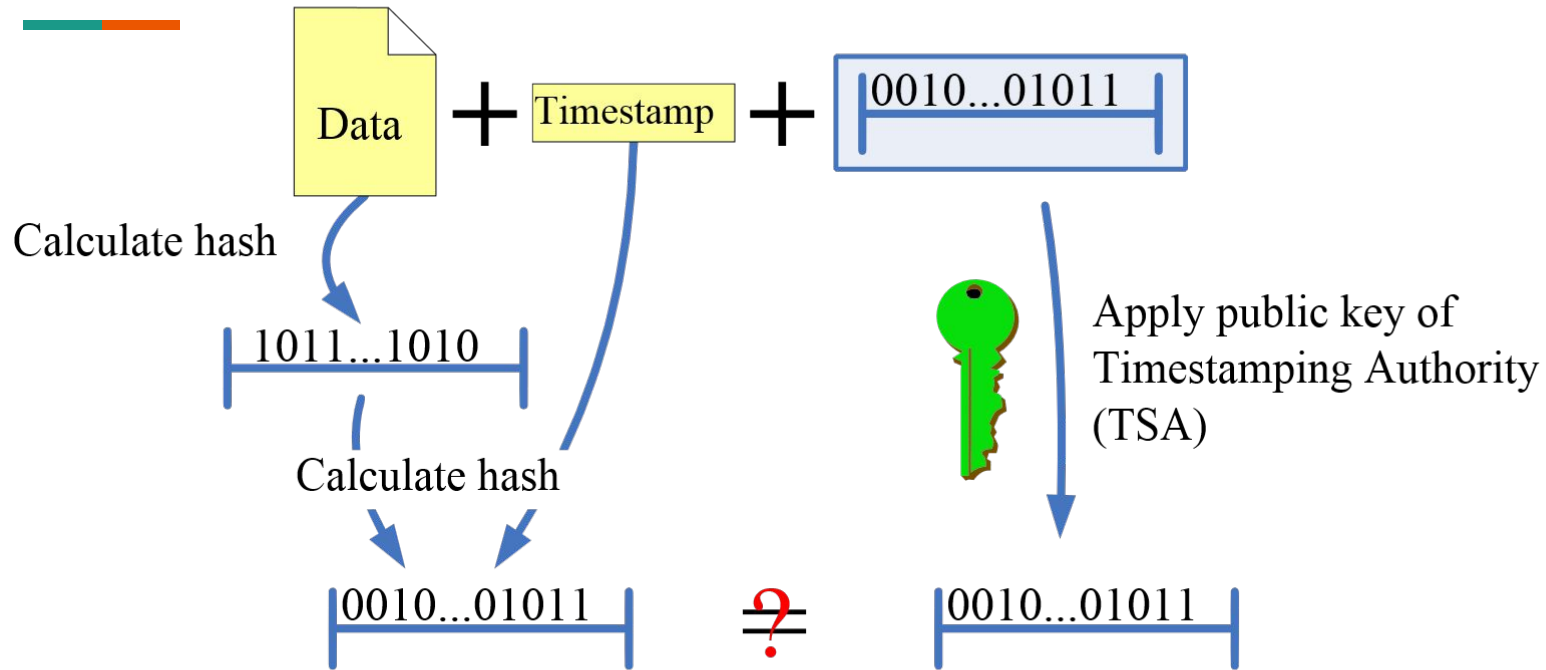 Data
+
Timestamp
+
0010...01011
Calculate hash
1011...1010
Apply public key of
Timestamping Authority
(TSA)
Calculate hash
0010...01011
=
?
0010...01011